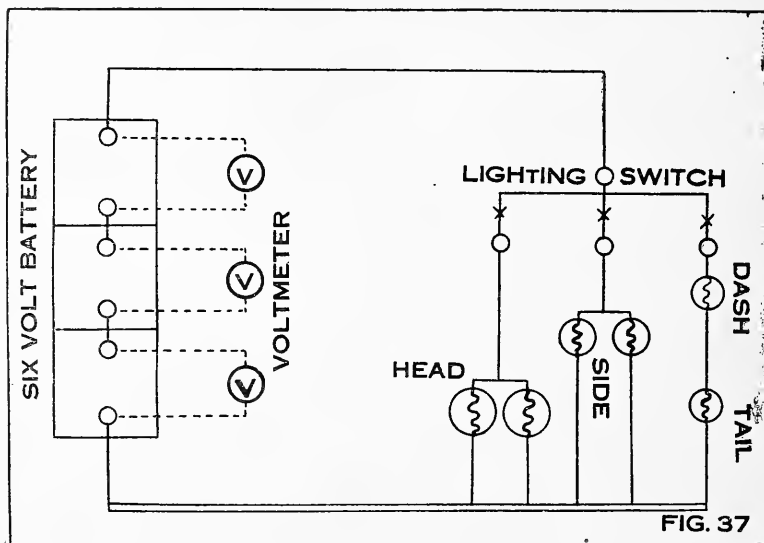 SIX VOLT BATTERY
V
V
V
VOLTMETER
LIGHTING SWITCH
HEAD
SIDE
DASH
TAIL
FIG. 37